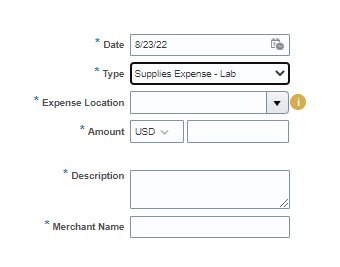 * Date 8/23/22
* Type Supplies Expense - Lab
* Expense Location i
* Amount USD
* Description
* Merchant Name